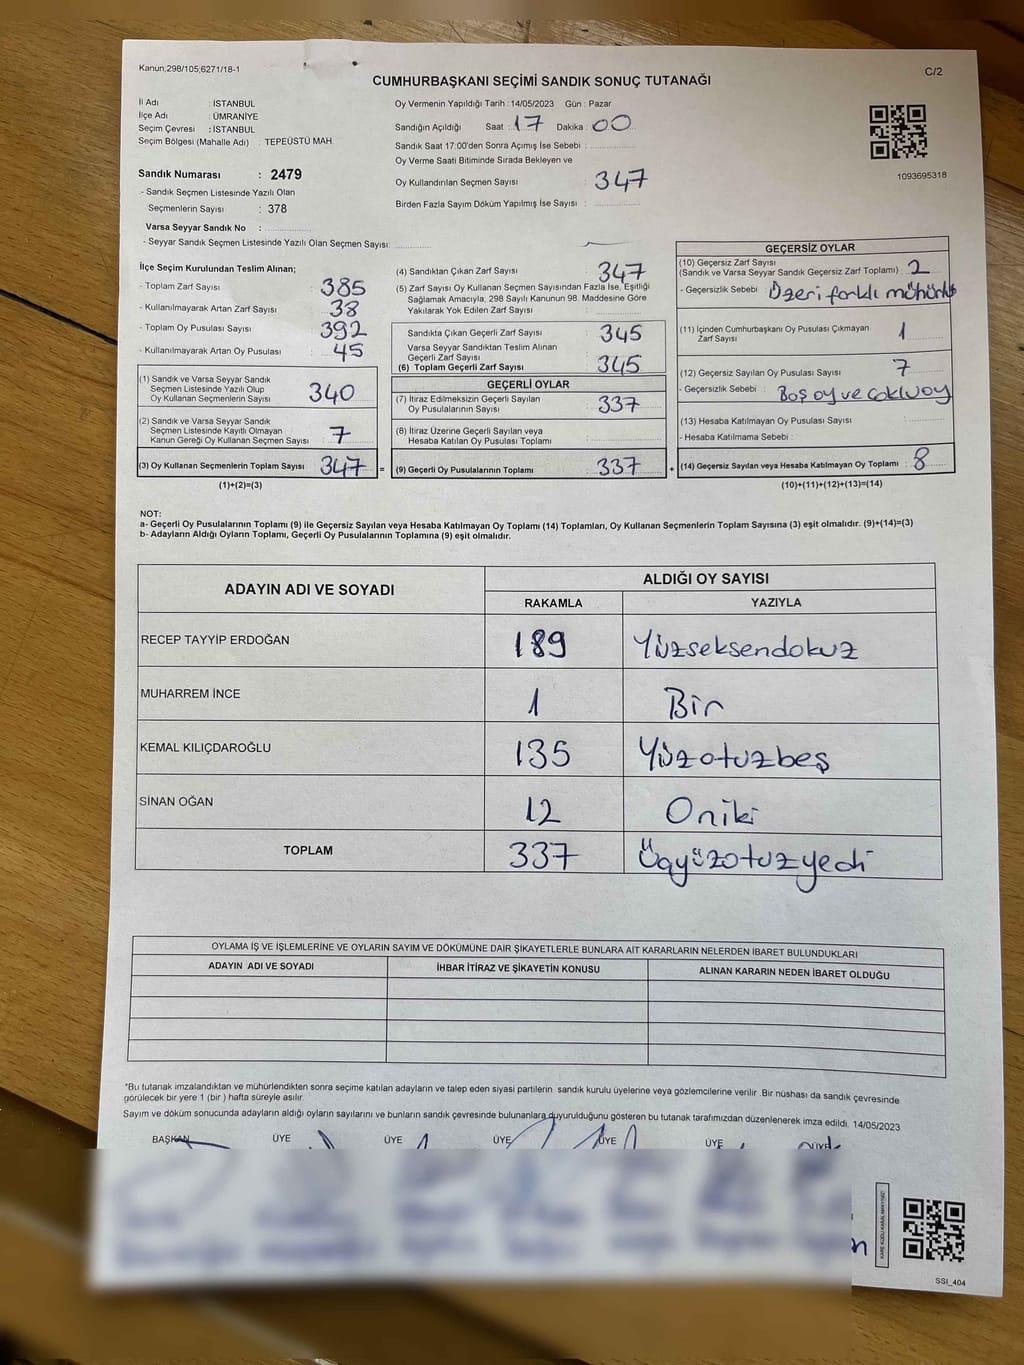 Kanun;298/105;6271/18-1
C/2
CUMHURBAŞKANI SEÇİMİ SANDIK SONUÇ TUTANAĞI
İl Adı : İSTANBUL
İlçe Adı : ÜMRANİYE
Seçim Çevresi : İSTANBUL
Seçim Bölgesi (Mahalle Adı) : TEPEÜSTÜ MAH.
Sandık Numarası : 2479
- Sandık Seçmen Listesinde Yazılı Olan
Seçmenlerin Sayısı : 378
Varsa Seyyar Sandık No :
- Seyyar Sandık Seçmen Listesinde Yazılı Olan Seçmen Sayısı:
Oy Vermenin Yapıldığı Tarih : 14/05/2023 Gün : Pazar
Sandığın Açıldığı Saat : 17 Dakika : 00
Sandık Saat 17:00'den Sonra Açımış İse Sebebi :
Oy Verme Saati Bitiminde Sırada Bekleyen ve
Oy Kullandırılan Seçmen Sayısı : 347
Birden Fazla Sayım Döküm Yapılmış İse Sayısı :
1093695318
İlçe Seçim Kurulundan Teslim Alınan;
- Toplam Zarf Sayısı : 385
- Kullanılmayarak Artan Zarf Sayısı : 38
- Toplam Oy Pusulası Sayısı : 392
- Kullanılmayarak Artan Oy Pusulası : 45
(1) Sandık ve Varsa Seyyar Sandık
Seçmen Listesinde Yazılı Olup
Oy Kullanan Seçmenlerin Sayısı : 340
(2) Sandık ve Varsa Seyyar Sandık
Seçmen Listesinde Kayıtlı Olmayan
Kanun Gereği Oy Kullanan Seçmen Sayısı : 7
(3) Oy Kullanan Seçmenlerin Toplam Sayısı : 347 =
(1)+(2)=(3)
(4) Sandıktan Çıkan Zarf Sayısı : 347
(5) Zarf Sayısı Oy Kullanan Seçmen Sayısından Fazla İse, Eşitliği
Sağlamak Amacıyla; 298 Sayılı Kanunun 98. Maddesine Göre
Yakılarak Yok Edilen Zarf Sayısı :
Sandıkta Çıkan Geçerli Zarf Sayısı : 345
Varsa Seyyar Sandıktan Teslim Alınan
Geçerli Zarf Sayısı :
(6) Toplam Geçerli Zarf Sayısı : 345
GEÇERLİ OYLAR
(7) İtiraz Edilmeksizin Geçerli Sayılan
Oy Pusulalarının Sayısı : 337
(8) İtiraz Üzerine Geçerli Sayılan veya
Hesaba Katılan Oy Pusulası Toplamı :
(9) Geçerli Oy Pusulalarının Toplamı : 337 +
GEÇERSİZ OYLAR
(10) Geçersiz Zarf Sayısı
(Sandık ve Varsa Seyyar Sandık Geçersiz Zarf Toplamı) : 2
- Geçersizlik Sebebi : Üzeri farklı mühürlü
(11) İçinden Cumhurbaşkanı Oy Pusulası Çıkmayan
Zarf Sayısı : 1
(12) Geçersiz Sayılan Oy Pusulası Sayısı : 7
- Geçersizlik Sebebi : Boş oy ve çoklu oy
(13) Hesaba Katılmayan Oy Pusulası Sayısı :
- Hesaba Katılmama Sebebi :
(14) Geçersiz Sayılan veya Hesaba Katılmayan Oy Toplamı : 8
(10)+(11)+(12)+(13)=(14)
NOT:
a- Geçerli Oy Pusulalarının Toplamı (9) ile Geçersiz Sayılan veya Hesaba Katılmayan Oy Toplamı (14) Toplamları, Oy Kullanan Seçmenlerin Toplam Sayısına (3) eşit olmalıdır. (9)+(14)=(3)
b- Adayların Aldığı Oyların Toplamı, Geçerli Oy Pusulalarının Toplamına (9) eşit olmalıdır.
ADAYIN ADI VE SOYADI ALDIĞI OY SAYISI
RAKAMLA YAZIYLA
RECEP TAYYİP ERDOĞAN 189 Yüzseksendokuz
MUHARREM İNCE 1 Bir
KEMAL KILIÇDAROĞLU 135 Yüzotuzbeş
SİNAN OĞAN 12 Oniki
TOPLAM 337 Üçyüzotuzyedi
OYLAMA İŞ VE İŞLEMLERİNE VE OYLARIN SAYIM VE DÖKÜMÜNE DAİR ŞİKAYETLERLE BUNLARA AİT KARARLARIN NELERDEN İBARET BULUNDUKLARI
ADAYIN ADI VE SOYADI İHBAR İTİRAZ VE ŞİKAYETİN KONUSU ALINAN KARARIN NEDEN İBARET OLDUĞU
*Bu tutanak imzalandıktan ve mühürlendikten sonra seçime katılan adayların ve talep eden siyasi partilerin sandık kurulu üyelerine veya gözlemcilerine verilir .Bir nüshası da sandık çevresinde
görülecek bir yere 1 (bir ) hafta süreyle asılır.
Sayım ve döküm sonucunda adayların aldığı oyların sayılarını ve bunların sandık çevresinde bulunanlara duyurulduğunu gösteren bu tutanak tarafımızdan düzenlenerek imza edildi. 14/05/2023
BAŞKAN ÜYE ÜYE ÜYE ÜYE ÜYE ÜYE
SSI_404